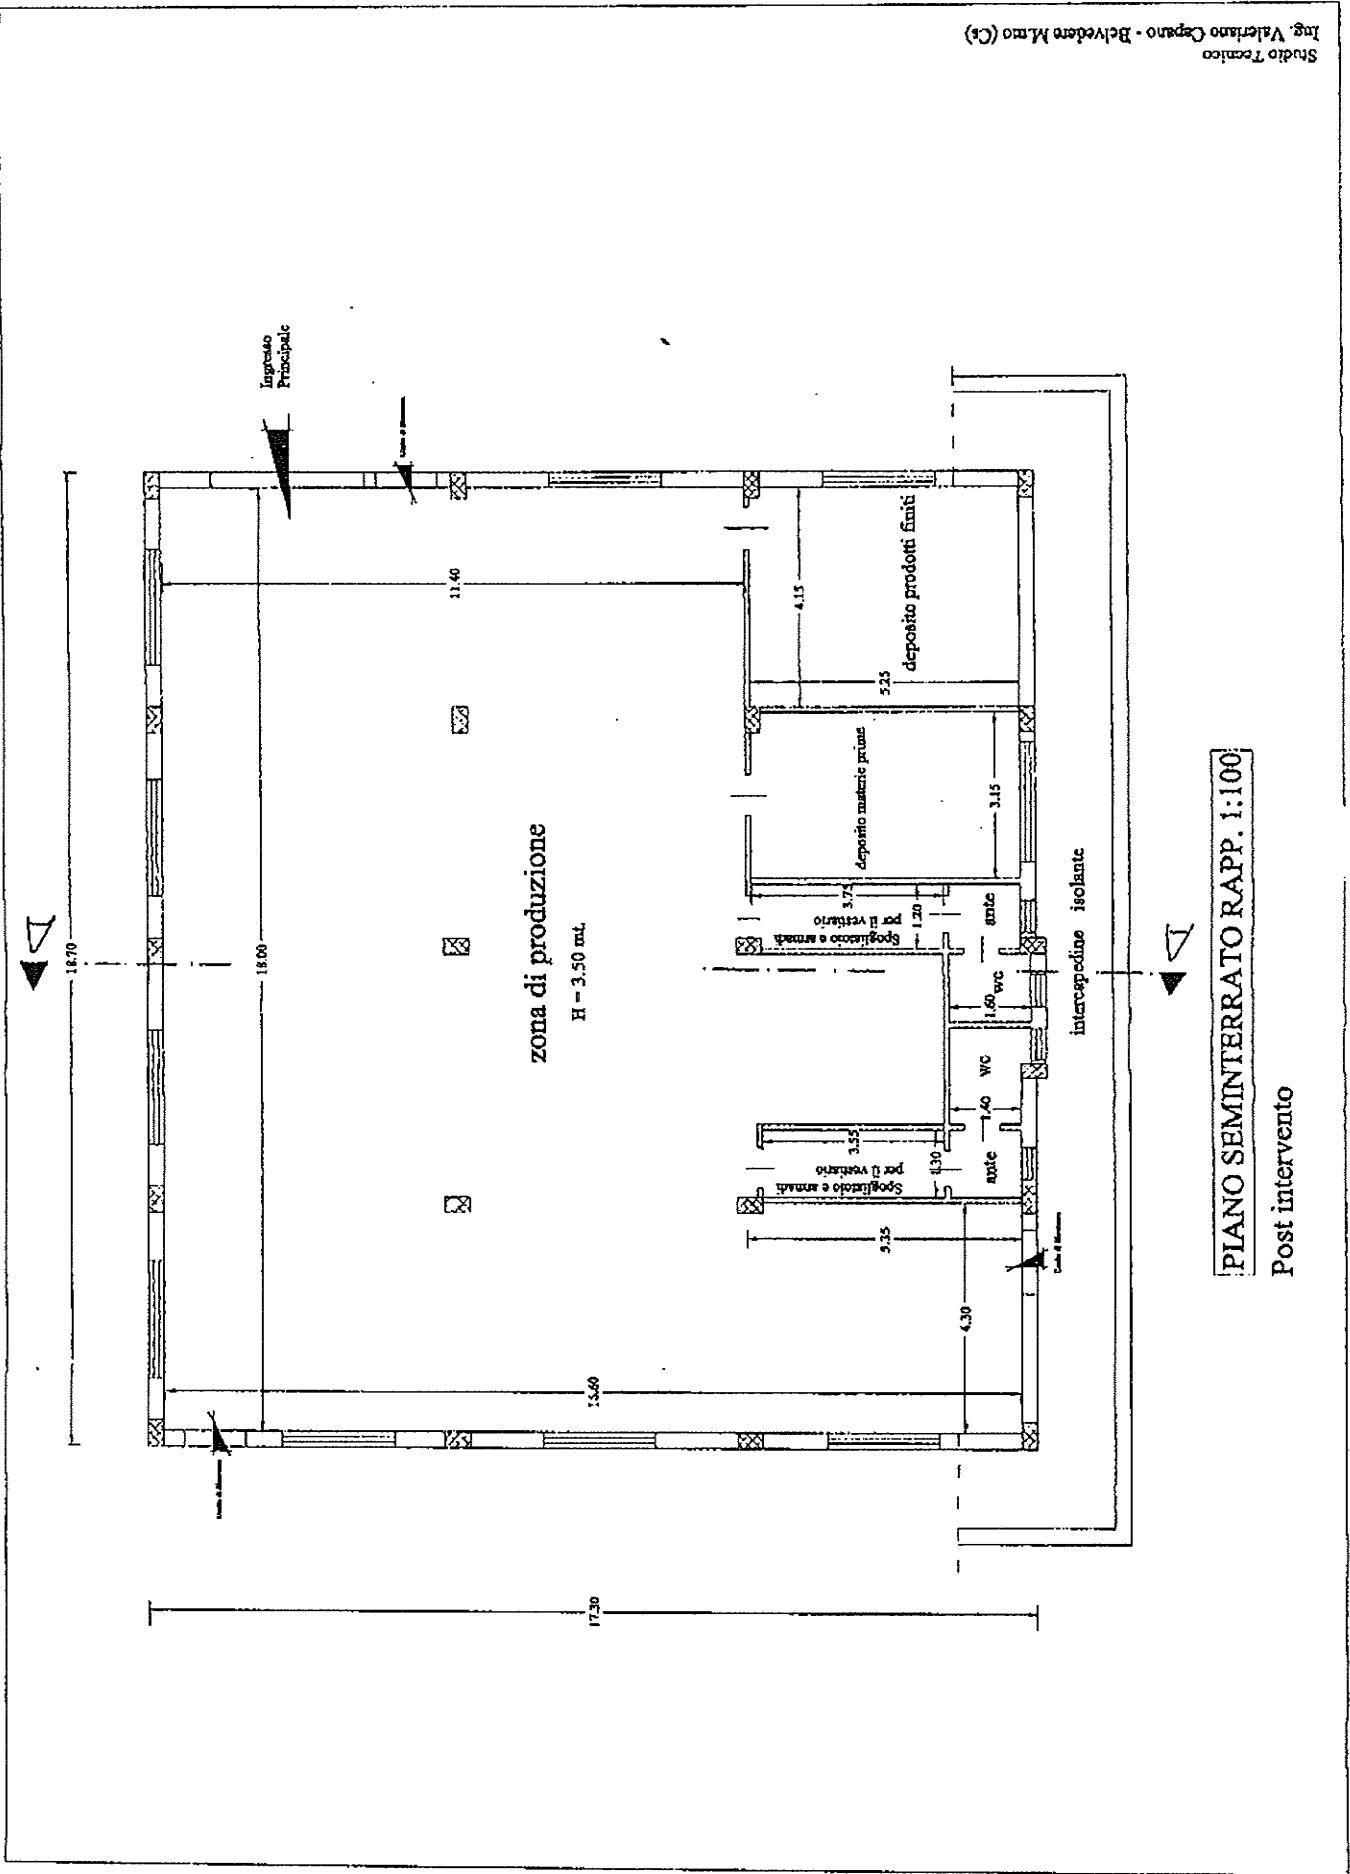 Studio Tecnico
Ing. Valeriano Capano - Belvedere M.mo (Cs)
Ingresso
Principale
18.70
18.00
11.40
zona di produzione
H = 3.50 mt.
4.15
deposito prodotti finiti
5.25
deposito materie prime
3.15
3.75
Spogliatoio e armadi
per il vestiario
1.20
ante
wc
1.60
wc
1.40
ante
3.55
Spogliatoio e armadi
per il vestiario
1.30
5.35
4.30
15.60
17.30
intercapedine isolante
PIANO SEMINTERRATO RAPP. 1:100
Post intervento